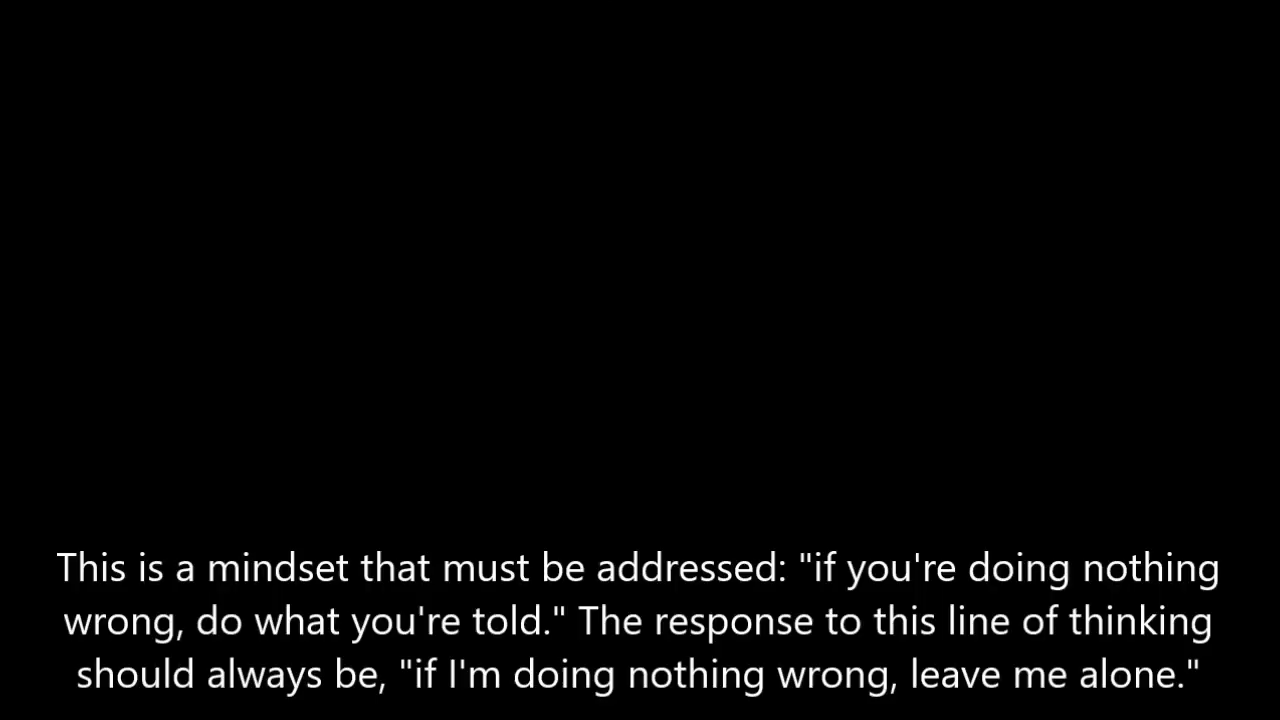 This is a mindset that must be addressed: "if you're doing nothing
wrong, do what you're told." The response to this line of thinking
should always be, "if I'm doing nothing wrong, leave me alone."